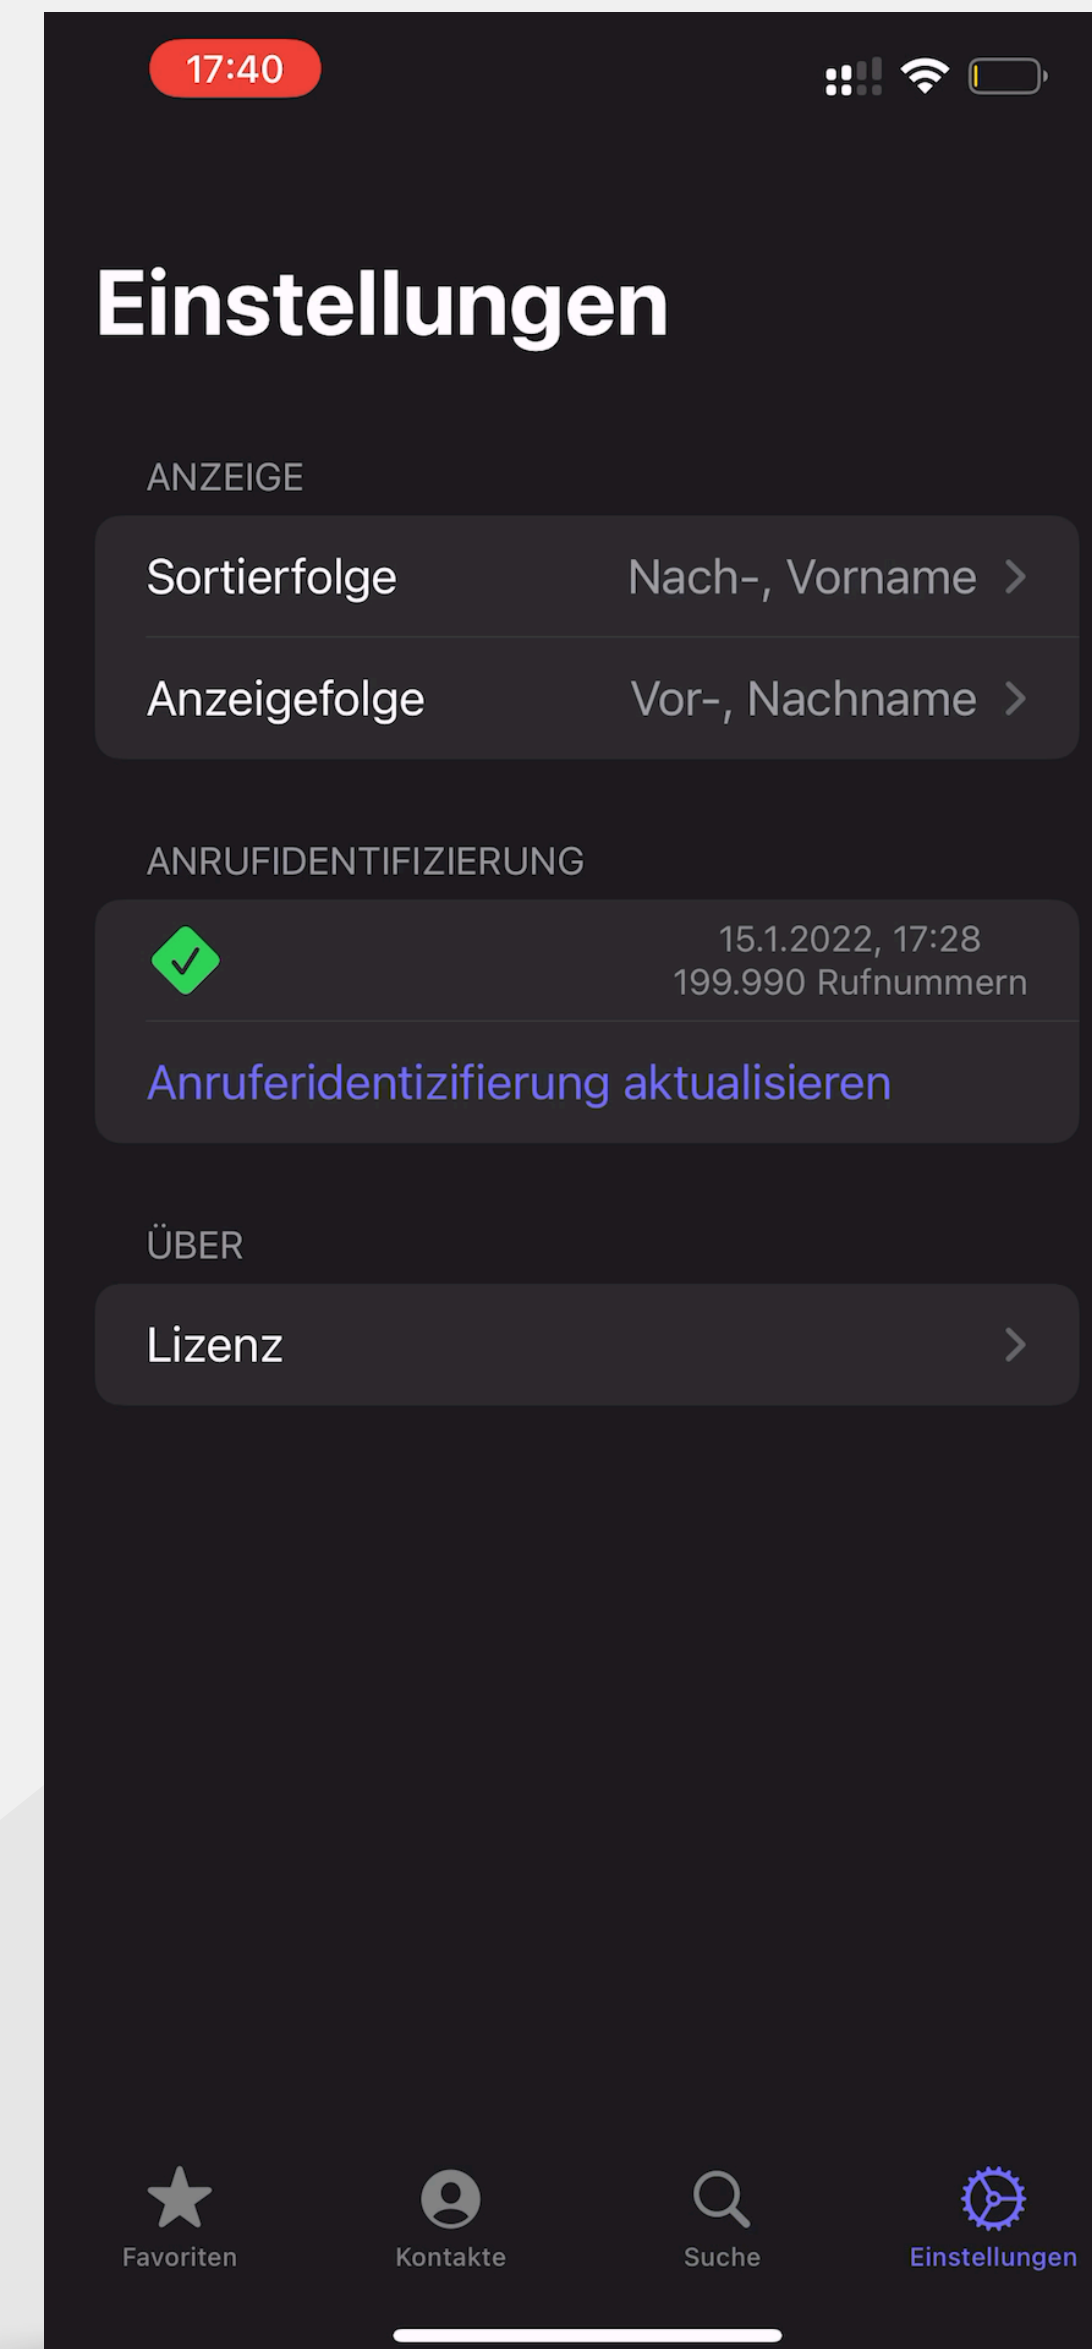 17:40
Einstellungen
ANZEIGE
Sortierfolge Nach-, Vorname
Anzeigefolge Vor-, Nachname
ANRUFIDENTIFIZIERUNG
15.1.2022, 17:28
199.990 Rufnummern
Anruferidentizifierung aktualisieren
ÜBER
Lizenz
Favoriten Kontakte Suche Einstellungen